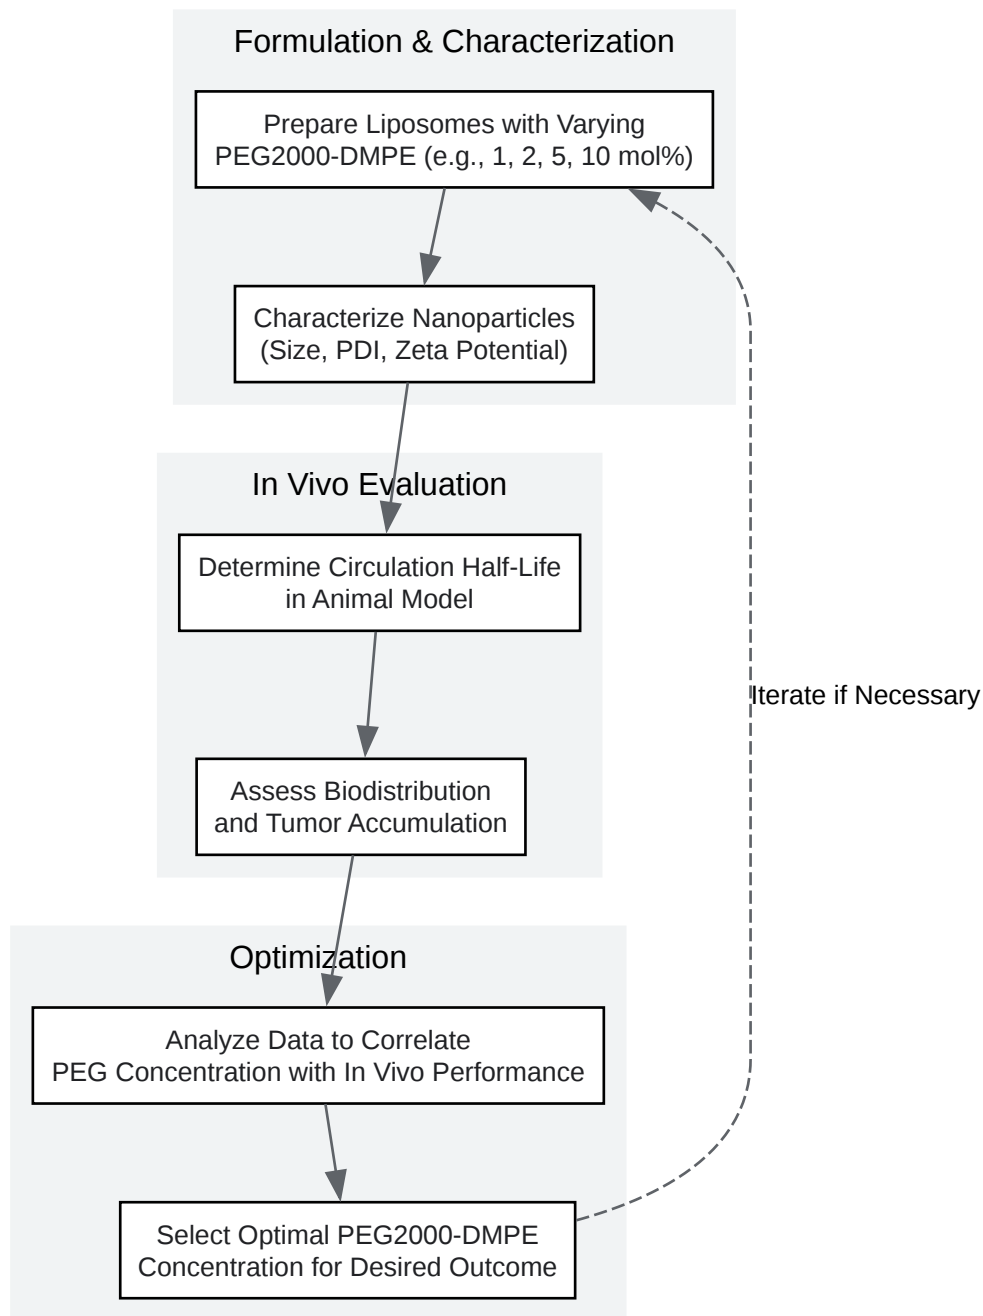 Formulation & Characterization
Prepare Liposomes with Varying
PEG2000-DMPE (e.g., 1, 2, 5, 10 mol%)
Characterize Nanoparticles
(Size, PDI, Zeta Potential)
In Vivo Evaluation
Determine Circulation Half-Life
in Animal Model
Iterate if Necessary
Assess Biodistribution
and Tumor Accumulation
Optimization
Analyze Data to Correlate
PEG Concentration with In Vivo Performance
Select Optimal PEG2000-DMPE
Concentration for Desired Outcome